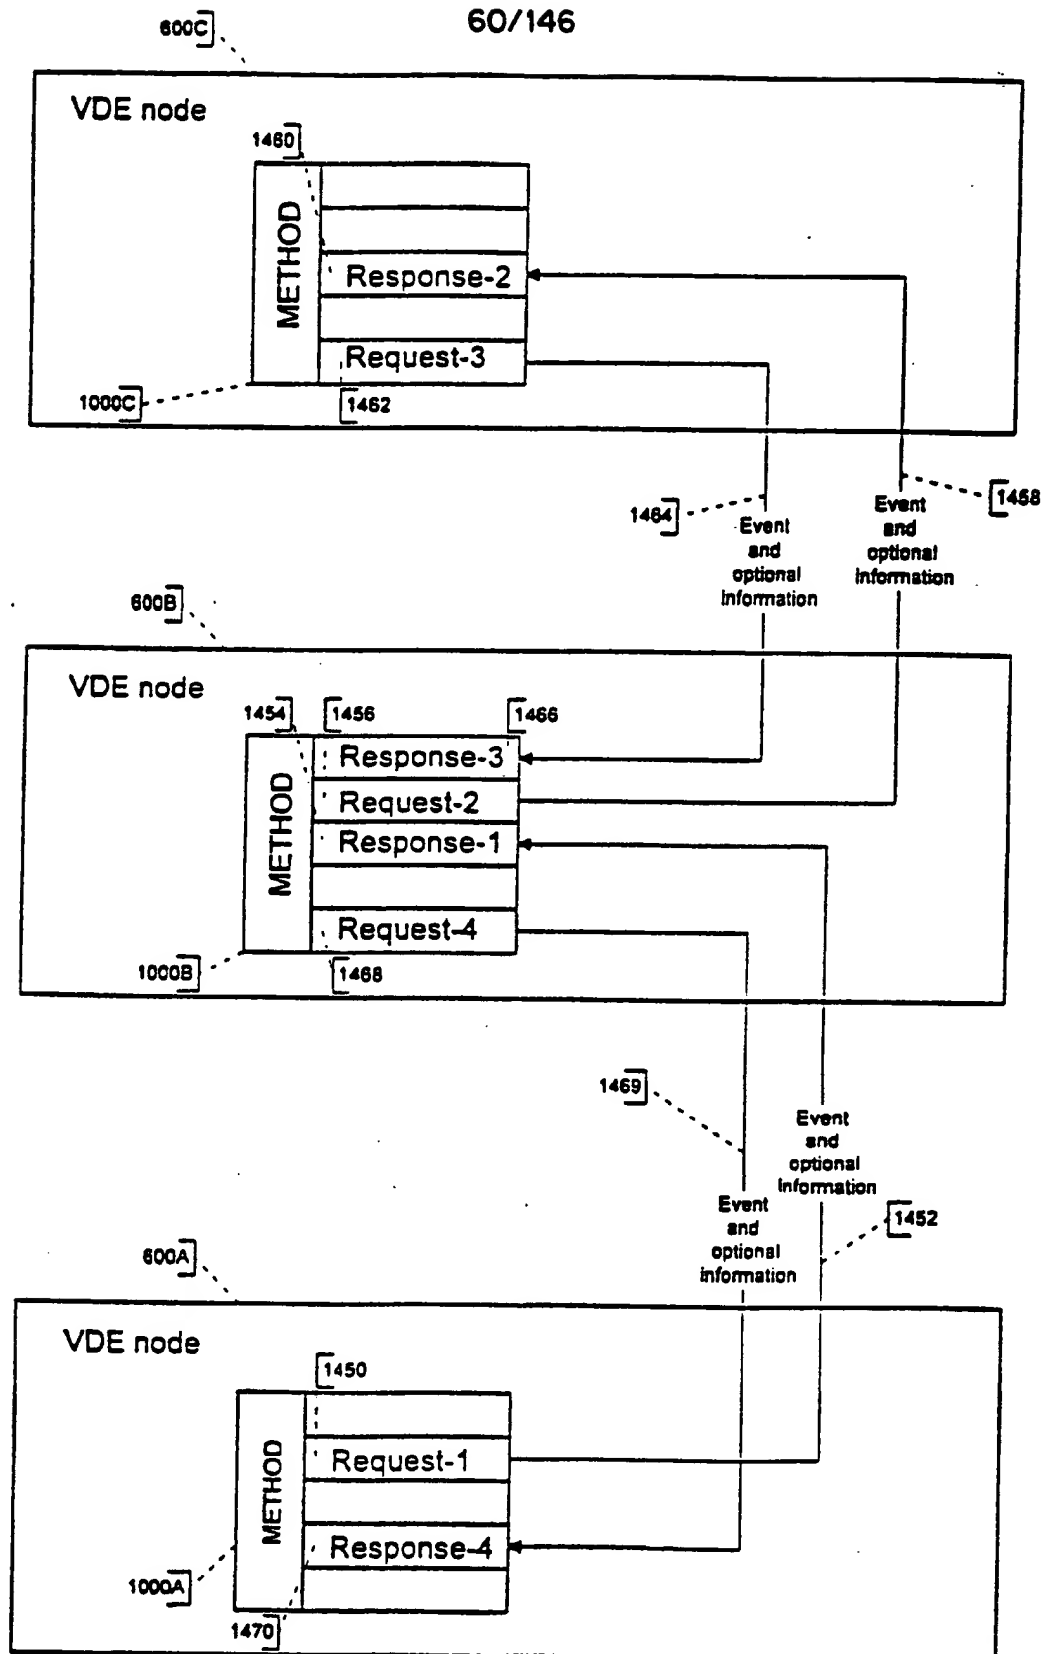 60/146
600C
VDE node
1460
METHOD
Response-2
Request-3
1000C
1462
1464
1458
Event
and
optional
information
Event
and
optional
information
600B
VDE node
1454
1456
1466
METHOD
Response-3
Request-2
Response-1
Request-4
1000B
1468
1469
Event
and
optional
information
Event
and
optional
information
1452
600A
VDE node
1450
METHOD
Request-1
Response-4
1000A
1470